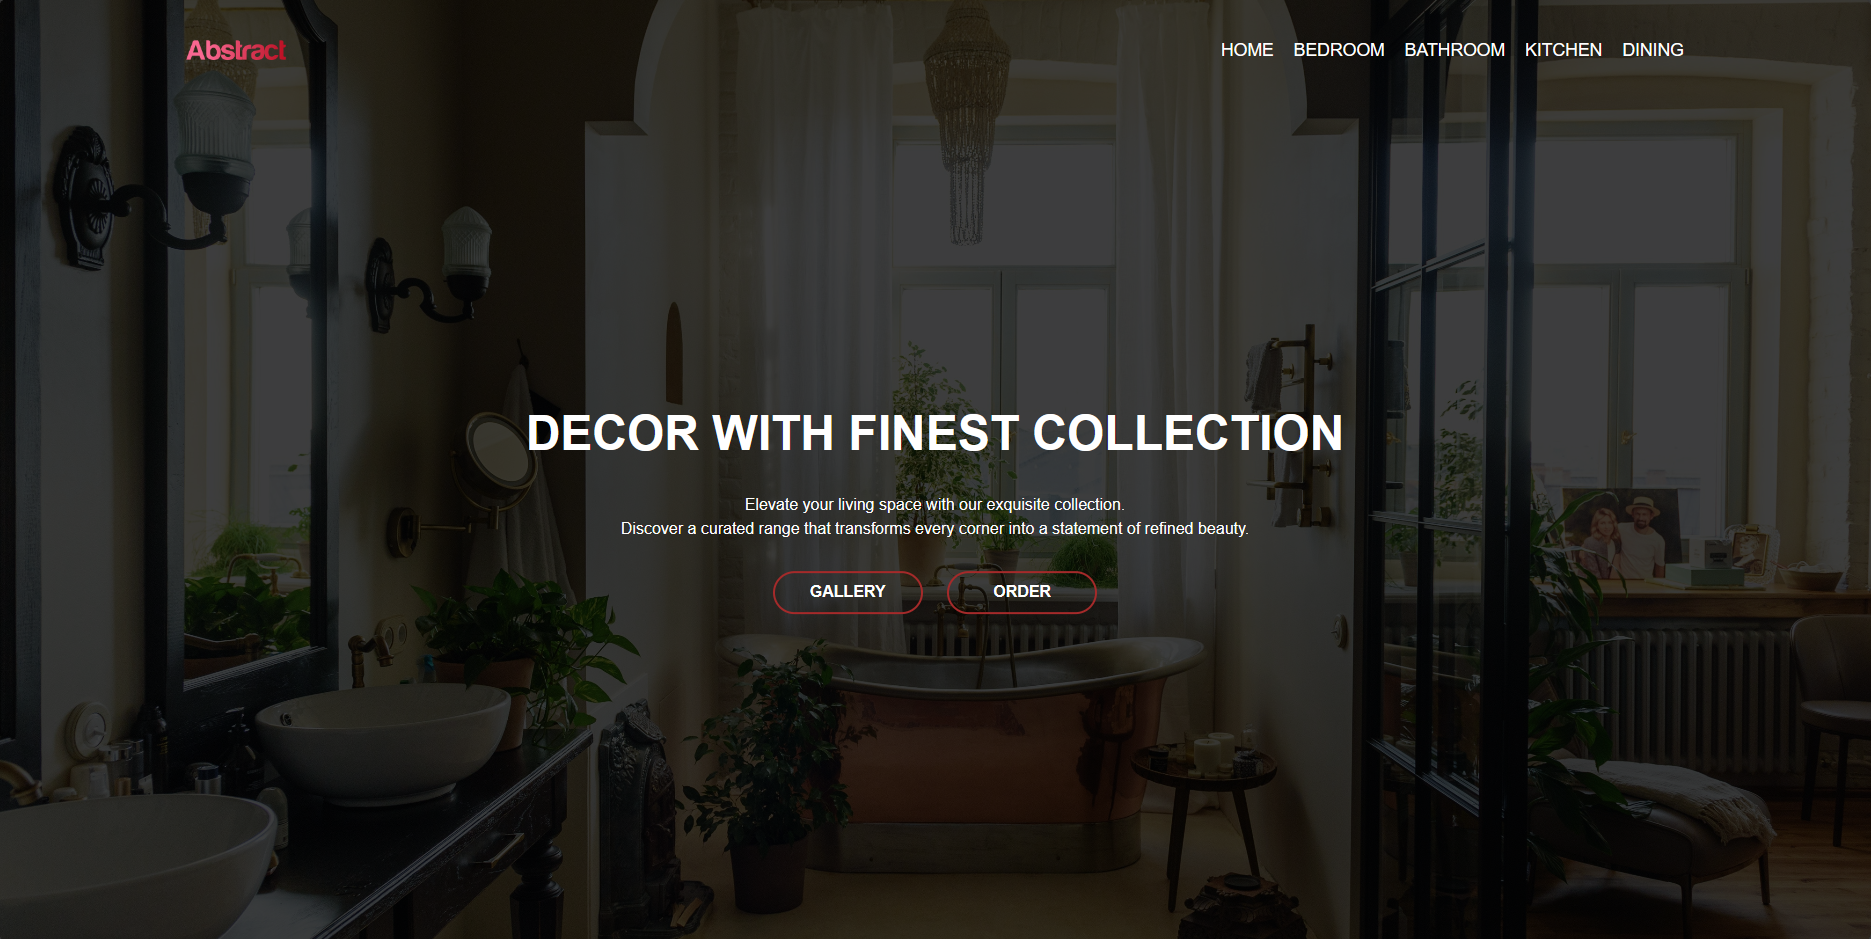 Abstract
HOME BEDROOM BATHROOM KITCHEN DINING
DECOR WITH FINEST COLLECTION
Elevate your living space with our exquisite collection.
Discover a curated range that transforms every corner into a statement of refined beauty.
GALLERY ORDER